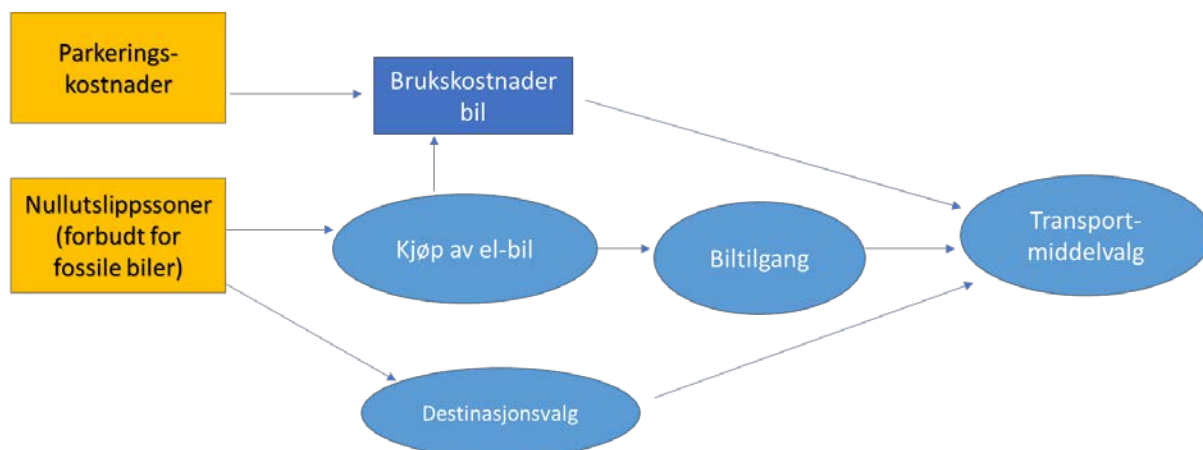 Parkerings-
kostnader
Brukskostnader
bil
Nullutslippssoner
(forbudt for
fossile biler)
Kjøp av el-bil
Biltilgang
Transport-
middelvalg
Destinasjonsvalg